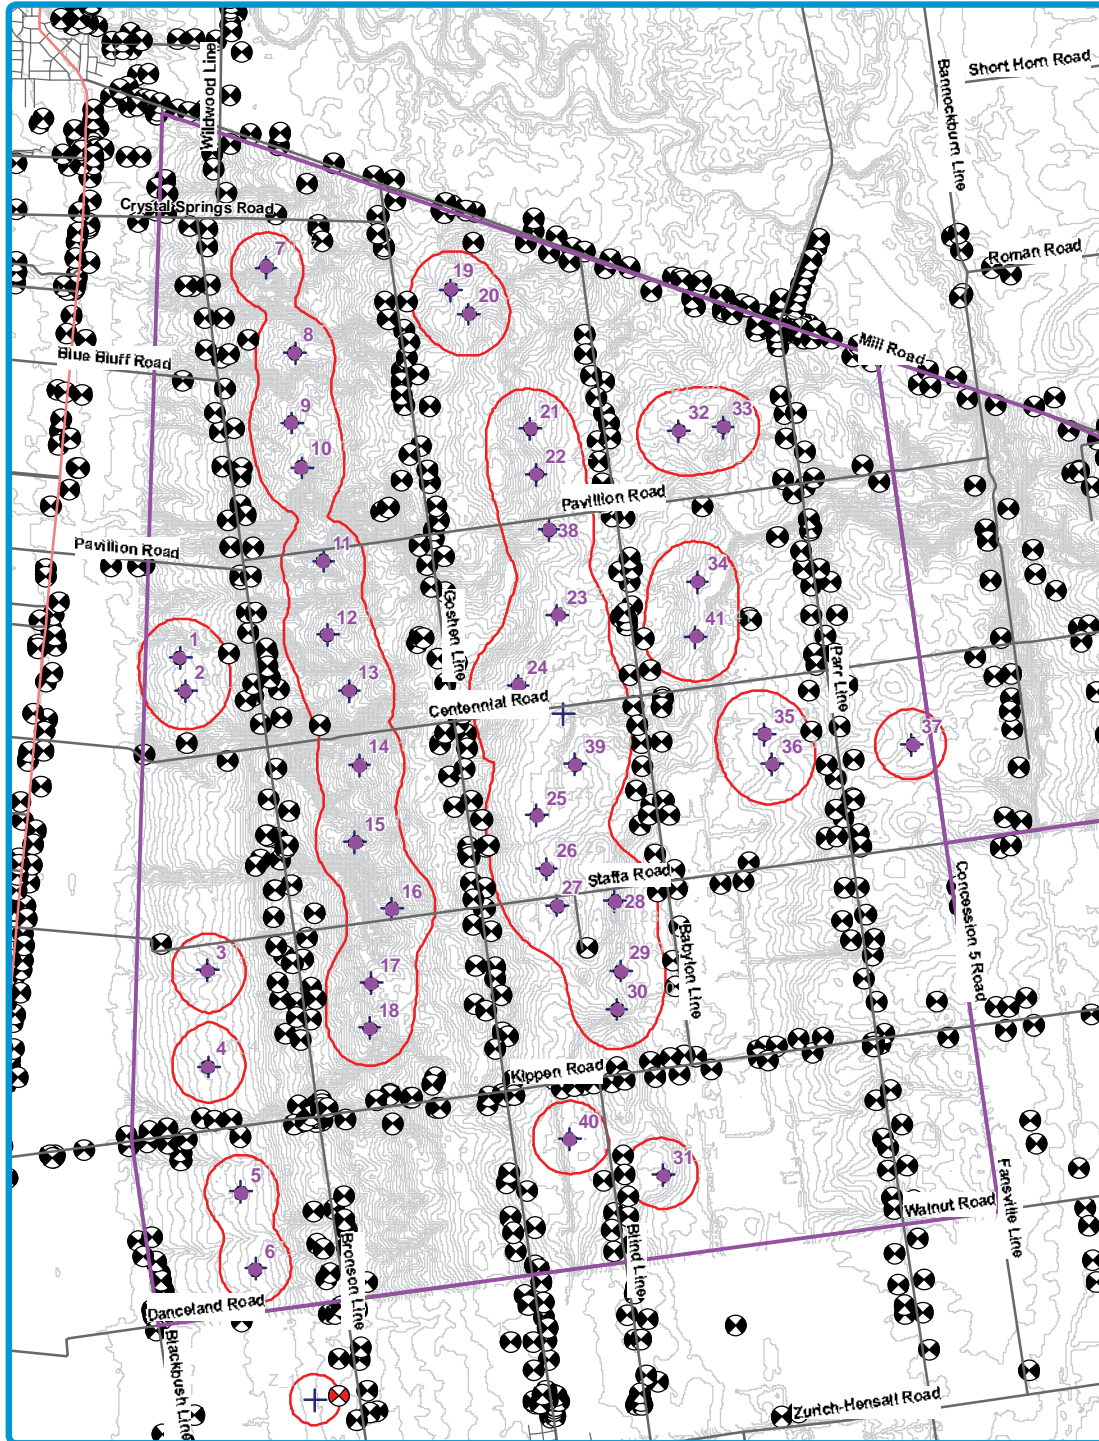 Short Horn Road
Wildwood Line
Bannockburn Line
Crystal Springs Road
Roman Road
7
19
20
8
Mill Road
Blue Bluff Road
9
21
32
33
10
22
Pavillion Road
38
Pavillion Road
11
34
Goshen Line
23
12
41
1
Parr Line
2
13
24
Centennial Road
35
37
14
36
39
25
15
26
Staffa Road
Concession 5 Road
16
27
28
Babylon Line
3
29
17
30
18
4
Kippen Road
40
31
5
Fansville Line
Walnut Road
Blind Line
Bronson Line
6
Danceland Road
Blackbush Line
Z
Zurich-Hensall Road